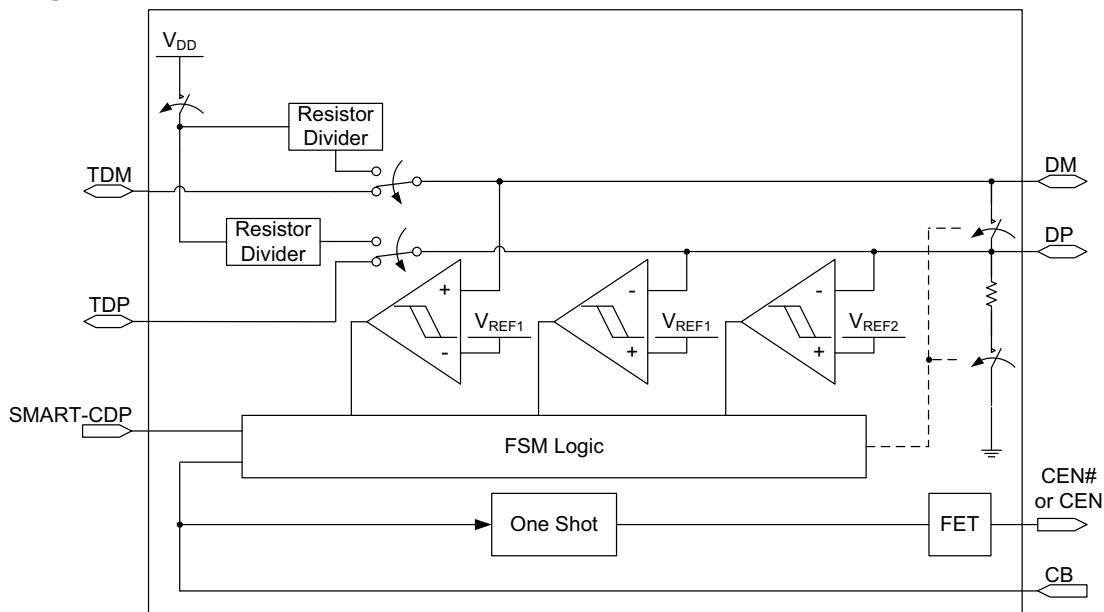 VDD
Resistor
Divider
TDM
DM
Resistor
Divider
DP
TDP
+
-
VREF1
-
+
VREF1
-
+
VREF2
SMART-CDP
FSM Logic
CEN#
or CEN
One Shot
FET
CB